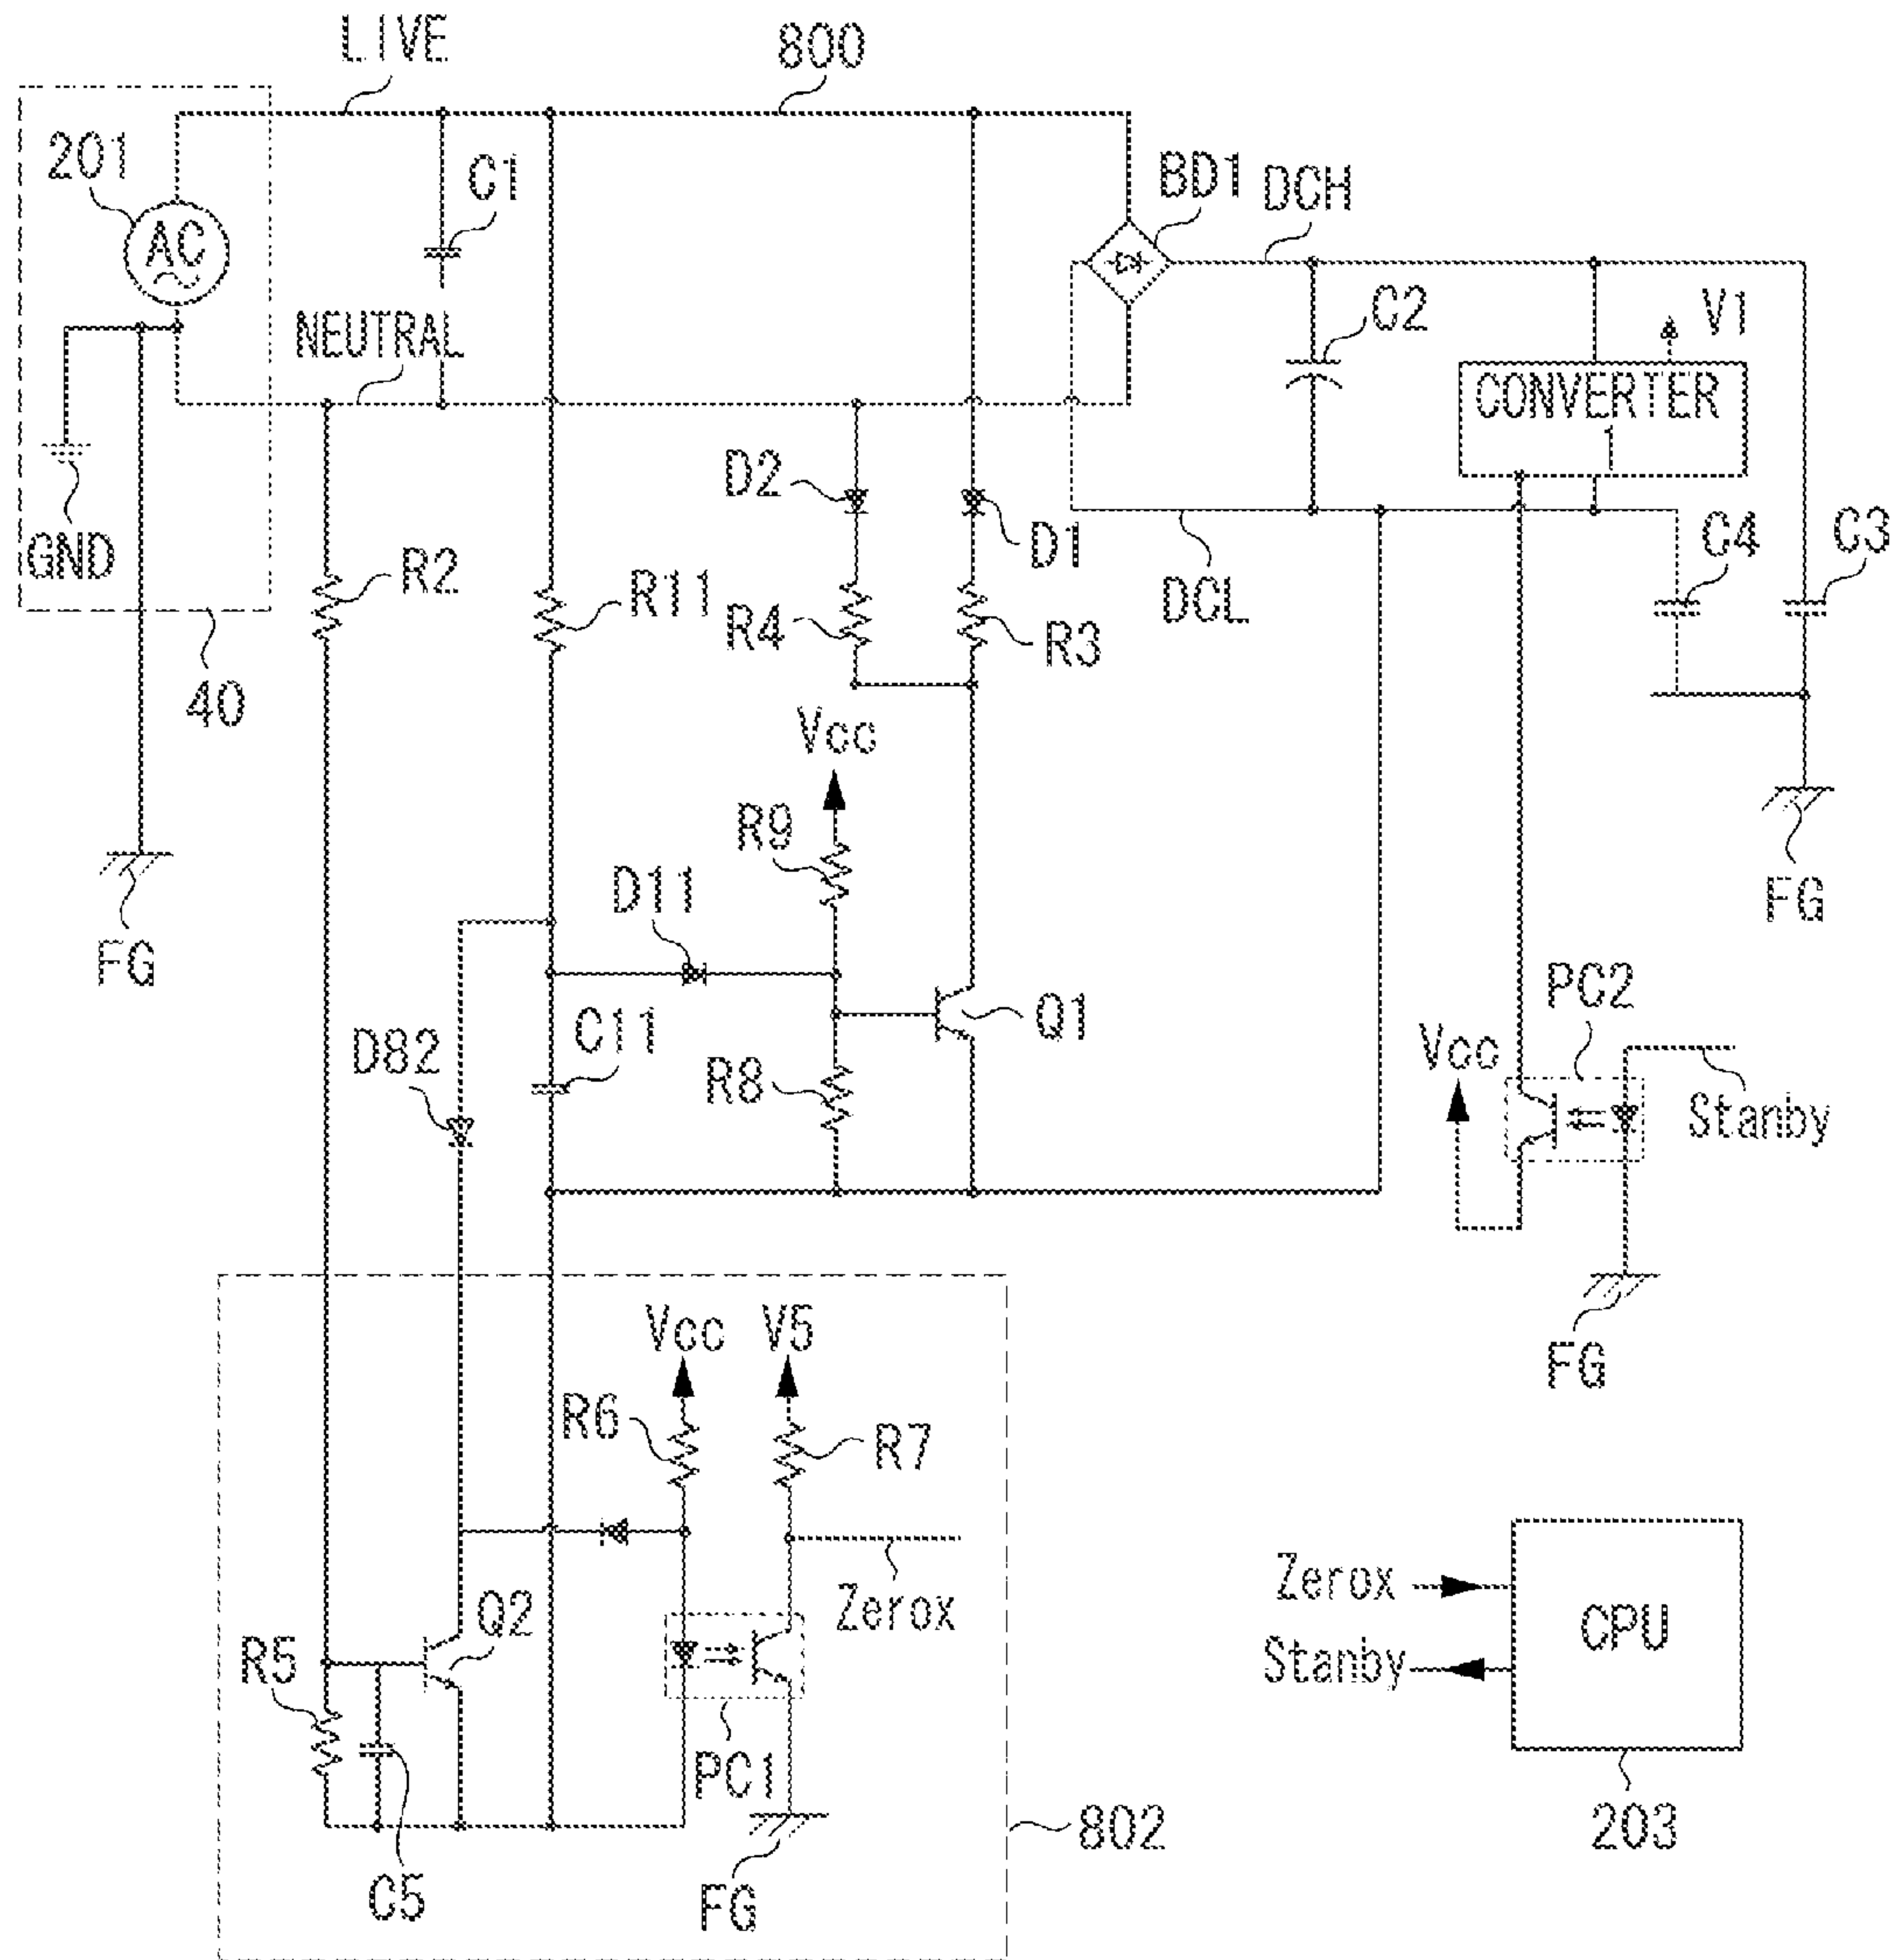 LIVE
800
201
AC
C1
BD1
DCH
NEUTRAL
C2
V1
CONVERTER
1
GND
R2
R11
D2
D1
DCL
C4
C3
R4
R3
40
Vcc
R9
D11
FG
FG
D82
C11
R8
Q1
PC2
Vcc
Stanby
FG
Vcc
V5
R6
R7
Zerox
Q2
R5
PC1
C5
FG
802
Zerox
Stanby
CPU
203